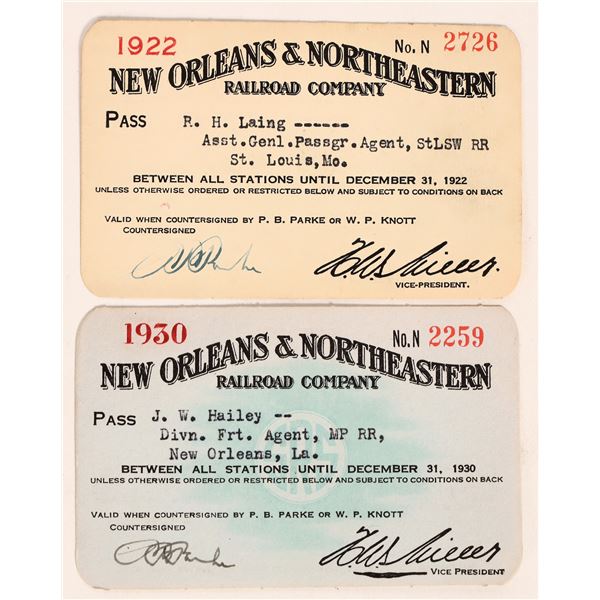 1922 No. N 2726
NEW ORLEANS & NORTHEASTERN
RAILROAD COMPANY
PASS R. H. Laing ------
Asst.Genl.Passgr.Agent, StLSW RR
St. Louis,Mo.
BETWEEN ALL STATIONS UNTIL DECEMBER 31, 1922
UNLESS OTHERWISE ORDERED OR RESTRICTED BELOW AND SUBJECT TO CONDITIONS ON BACK
VALID WHEN COUNTERSIGNED BY P. B. PARKE OR W. P. KNOTT
COUNTERSIGNED
P B Parke
VICE-PRESIDENT.
1930 No. N 2259
NEW ORLEANS & NORTHEASTERN
RAILROAD COMPANY
PASS J. W. Hailey --
Divn. Frt. Agent, MP RR,
New Orleans, La.
BETWEEN ALL STATIONS UNTIL DECEMBER 31, 1930
UNLESS OTHERWISE ORDERED OR RESTRICTED BELOW AND SUBJECT TO CONDITIONS ON BACK
VALID WHEN COUNTERSIGNED BY P. B. PARKE OR W. P. KNOTT
COUNTERSIGNED
P B Parke
VICE PRESIDENT